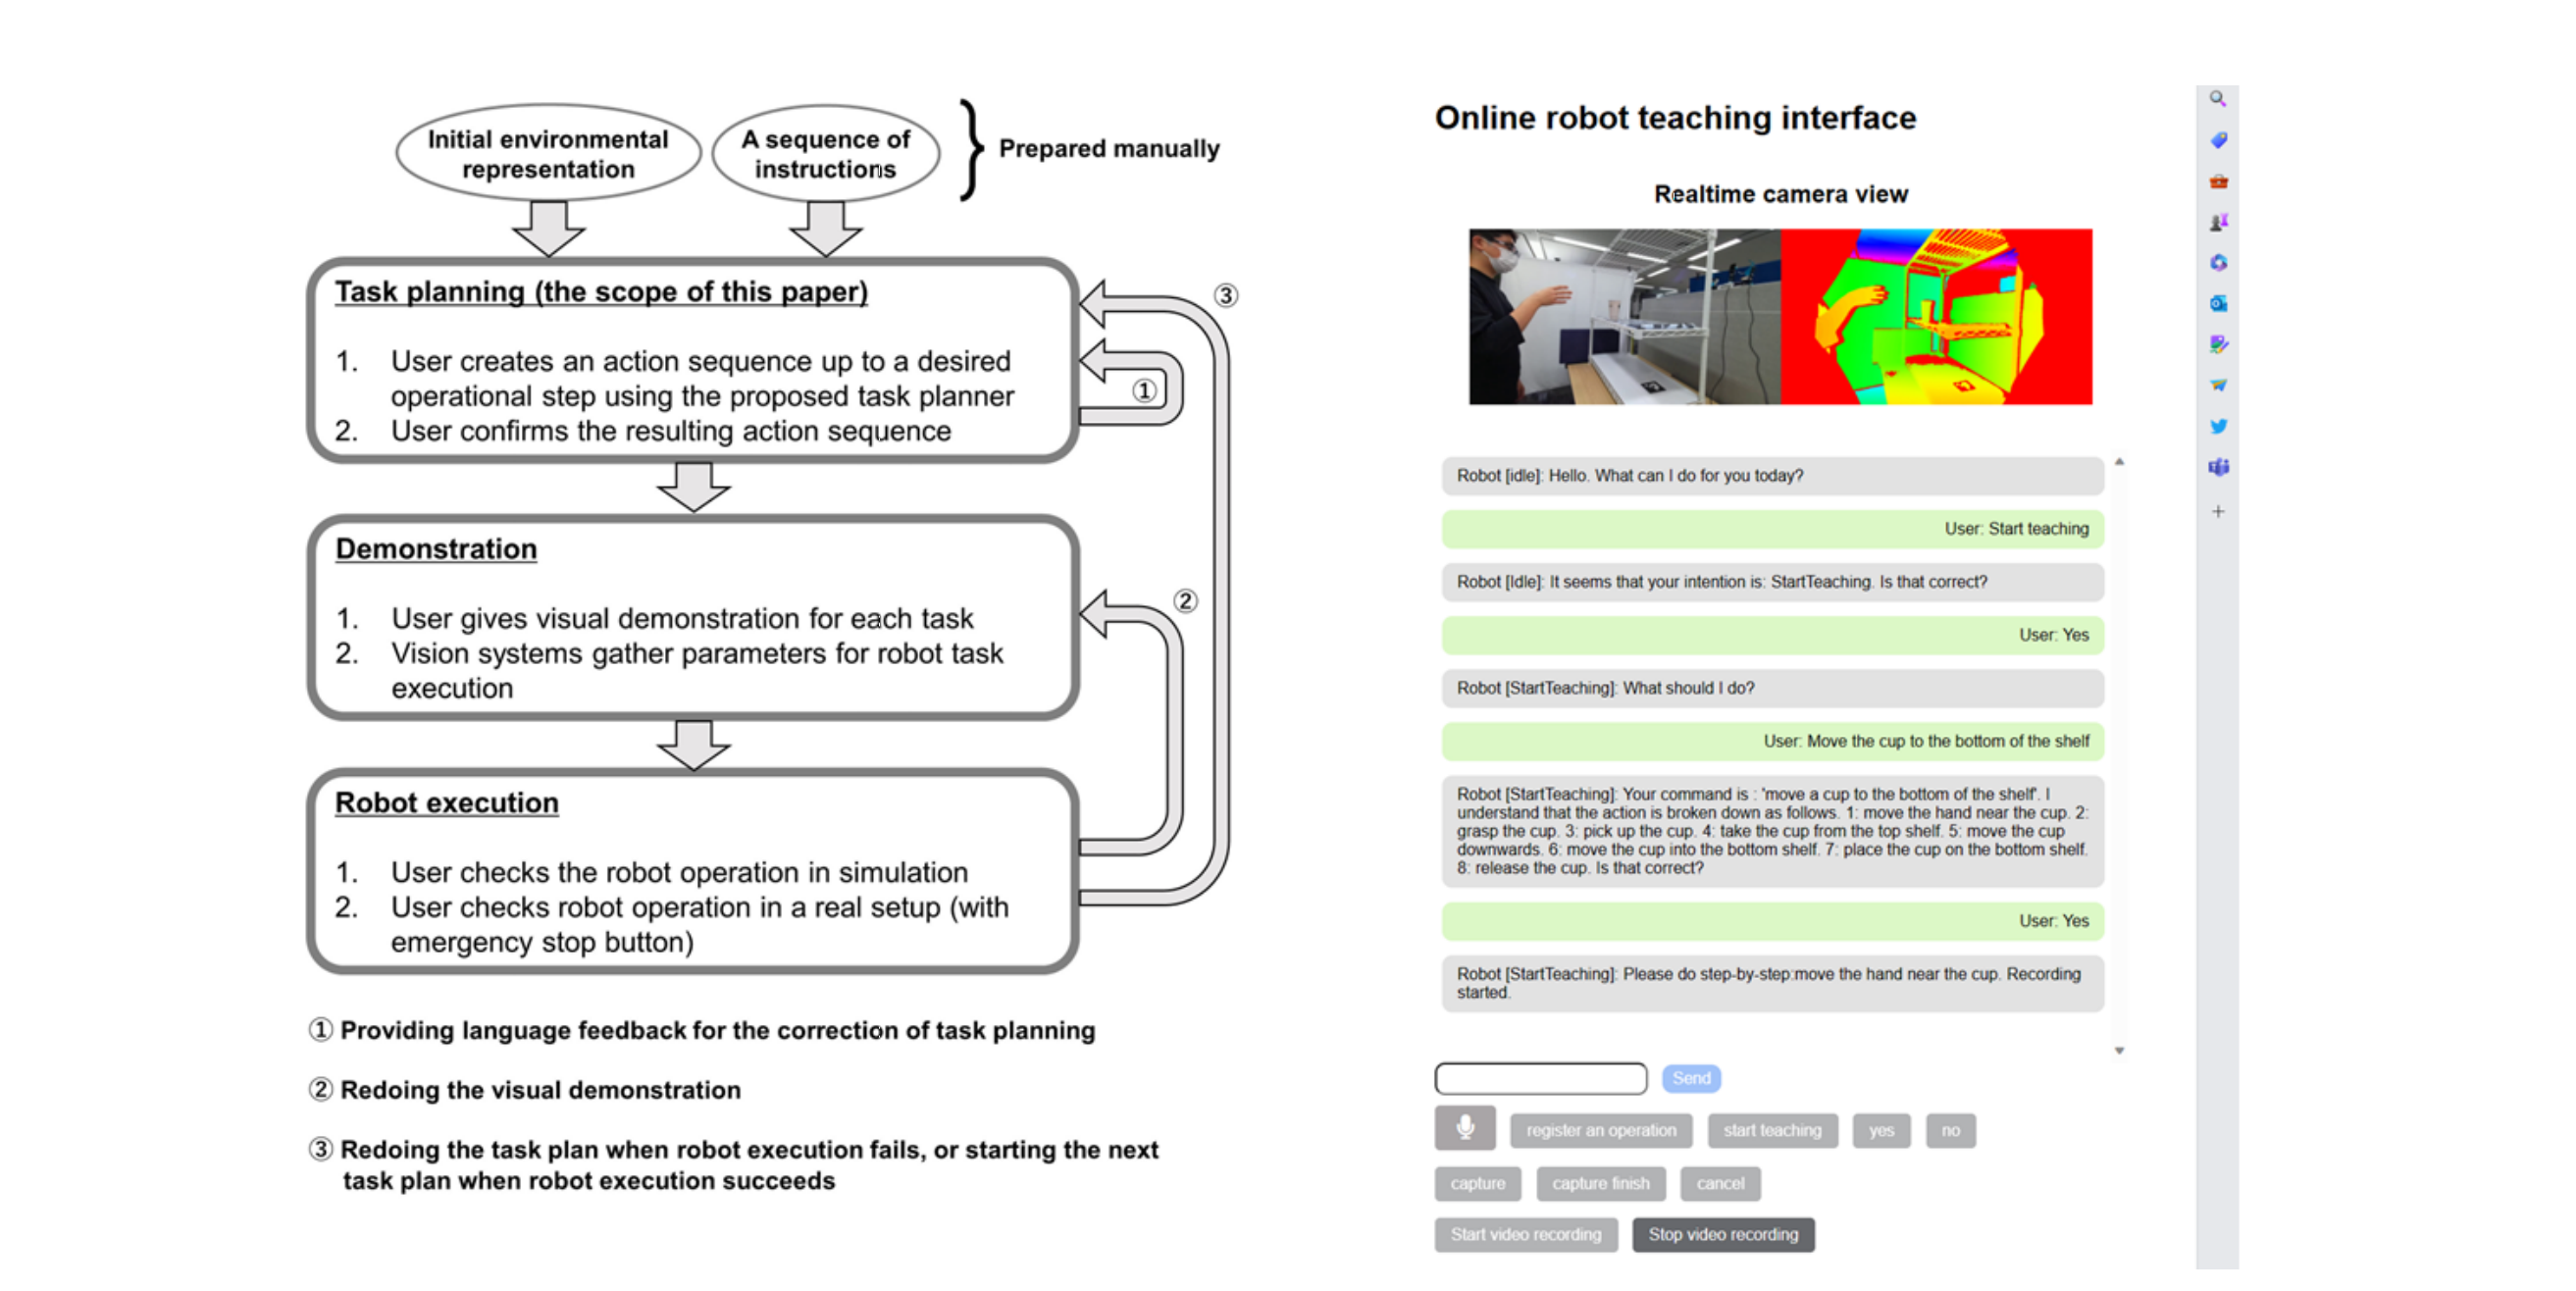 Initial environmental
representation
A sequence of
instructions
Prepared manually
Task planning (the scope of this paper)
1. User creates an action sequence up to a desired
operational step using the proposed task planner
2. User confirms the resulting action sequence
①
③
Demonstration
1. User gives visual demonstration for each task
2. Vision systems gather parameters for robot task
execution
②
Robot execution
1. User checks the robot operation in simulation
2. User checks robot operation in a real setup (with
emergency stop button)
① Providing language feedback for the correction of task planning
② Redoing the visual demonstration
③ Redoing the task plan when robot execution fails, or starting the next
task plan when robot execution succeeds
Online robot teaching interface
Realtime camera view
Robot [idle]: Hello. What can I do for you today?
User: Start teaching
Robot [Idle]: It seems that your intention is: StartTeaching. Is that correct?
User: Yes
Robot [StartTeaching]: What should I do?
User: Move the cup to the bottom of the shelf
Robot [StartTeaching]: Your command is : 'move a cup to the bottom of the shelf'. I
understand that the action is broken down as follows. 1: move the hand near the cup. 2:
grasp the cup. 3: pick up the cup. 4: take the cup from the top shelf. 5: move the cup
downwards. 6: move the cup into the bottom shelf. 7: place the cup on the bottom shelf.
8: release the cup. Is that correct?
User: Yes
Robot [StartTeaching]: Please do step-by-step:move the hand near the cup. Recording
started.
Send
register an operation
start teaching
yes
no
capture
capture finish
cancel
Start video recording
Stop video recording